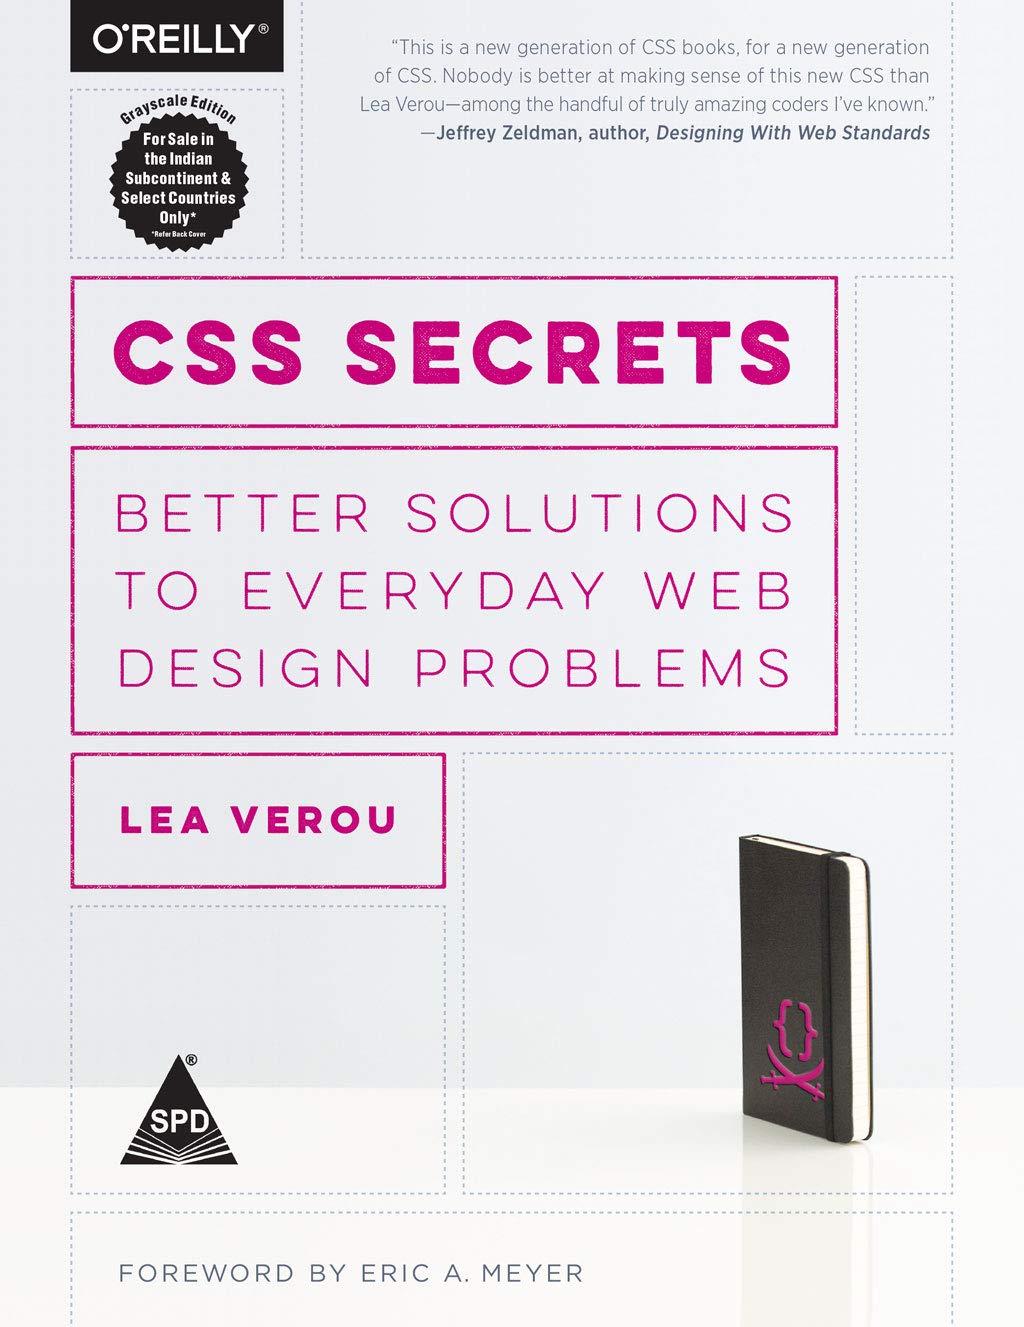 O'REILLY®
“This is a new generation of CSS books, for a new generation
of CSS. Nobody is better at making sense of this new CSS than
Lea Verou—among the handful of truly amazing coders I’ve known.”
—Jeffrey Zeldman, author, Designing With Web Standards
Grayscale Edition
For Sale in
the Indian
Subcontinent &
Select Countries
Only*
*Refer Back Cover
CSS SECRETS
BETTER SOLUTIONS
TO EVERYDAY WEB
DESIGN PROBLEMS
LEA VEROU
{}
®
SPD
FOREWORD BY ERIC A. MEYER